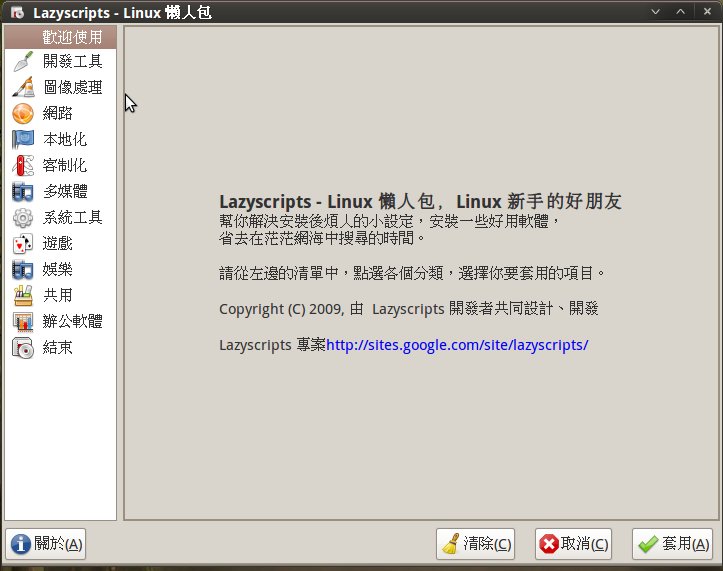 Lazyscripts - Linux 懶人包
歡迎使用
開發工具
圖像處理
網路
本地化
客制化
多媒體
系統工具
遊戲
娛樂
共用
辦公軟體
結束
Lazyscripts - Linux 懶人包, Linux 新手的好朋友
幫你解決安裝後煩人的小設定，安裝一些好用軟體，
省去在茫茫網海中搜尋的時間。
請從左邊的清單中，點選各個分類，選擇你要套用的項目。
Copyright (C) 2009, 由 Lazyscripts 開發者共同設計、開發
Lazyscripts 專案http://sites.google.com/site/lazyscripts/
關於(A)
清除(C)
取消(C)
套用(A)